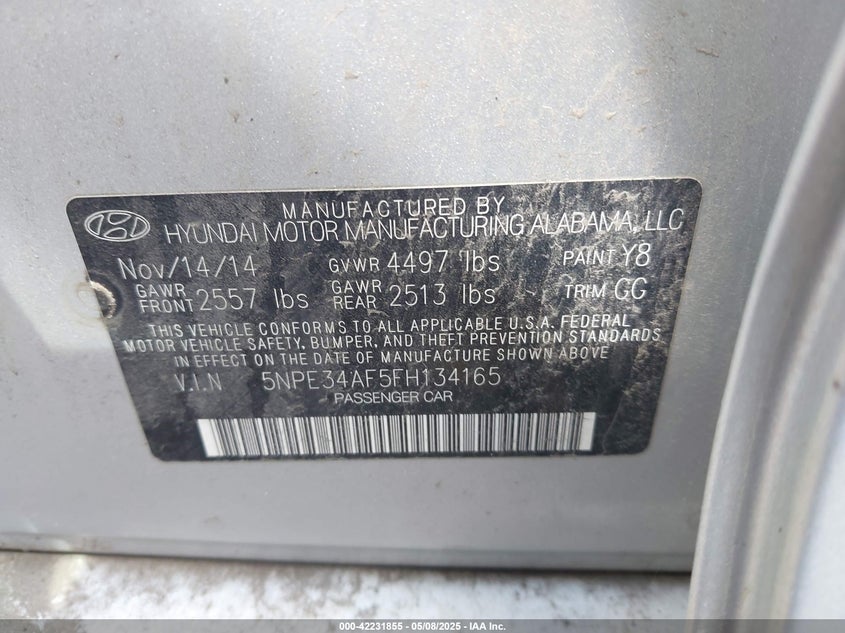 MANUFACTURED BY
HYUNDAI MOTOR MANUFACTURING ALABAMA, LLC
Nov/14/14 GVWR 4497 lbs PAINT Y8
GAWR FRONT 2557 lbs GAWR REAR 2513 lbs TRIM GG
THIS VEHICLE CONFORMS TO ALL APPLICABLE U.S.A. FEDERAL
MOTOR VEHICLE SAFETY, BUMPER, AND THEFT PREVENTION STANDARDS
IN EFFECT ON THE DATE OF MANUFACTURE SHOWN ABOVE.
V.I.N 5NPE34AF5FH134165
PASSENGER CAR
000-42231855 - 05/08/2025 - IAA Inc.